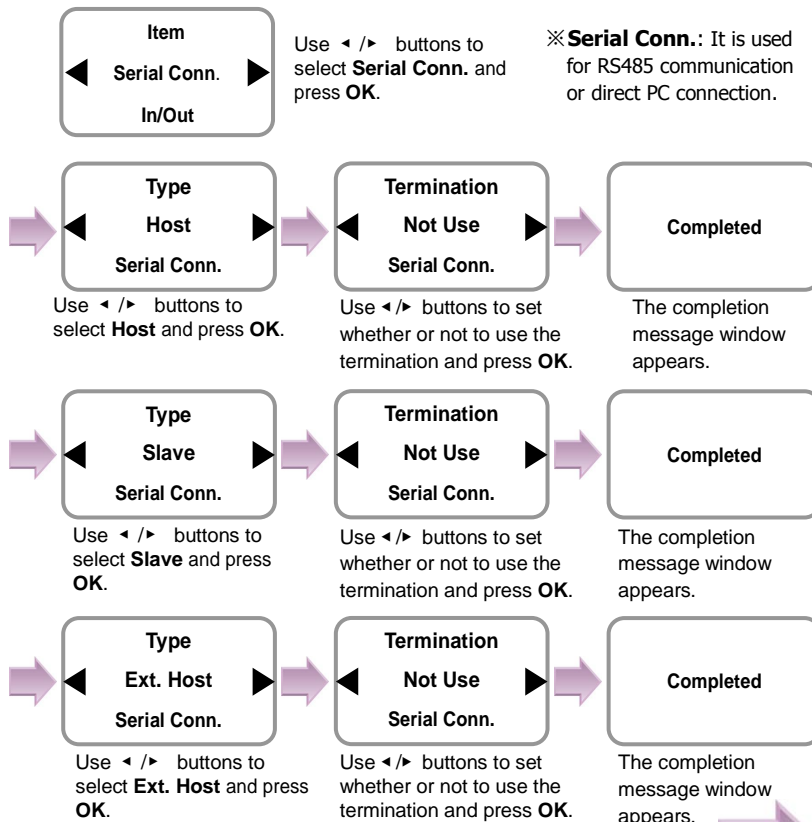 Item
Serial Conn.
In/Out
Use ◄ /► buttons to
select Serial Conn. and
press OK.
※Serial Conn.: It is used
for RS485 communication
or direct PC connection.
Type
Host
Serial Conn.
Use ◄ /► buttons to
select Host and press OK.
Termination
Not Use
Serial Conn.
Use ◄/► buttons to set
whether or not to use the
termination and press OK.
Completed
The completion
message window
appears.
Type
Slave
Serial Conn.
Use ◄ /► buttons to
select Slave and press
OK.
Termination
Not Use
Serial Conn.
Use ◄/► buttons to set
whether or not to use the
termination and press OK.
Completed
The completion
message window
appears.
Type
Ext. Host
Serial Conn.
Use ◄ /► buttons to
select Ext. Host and press
OK.
Termination
Not Use
Serial Conn.
Use ◄/► buttons to set
whether or not to use the
termination and press OK.
Completed
The completion
message window
appears.